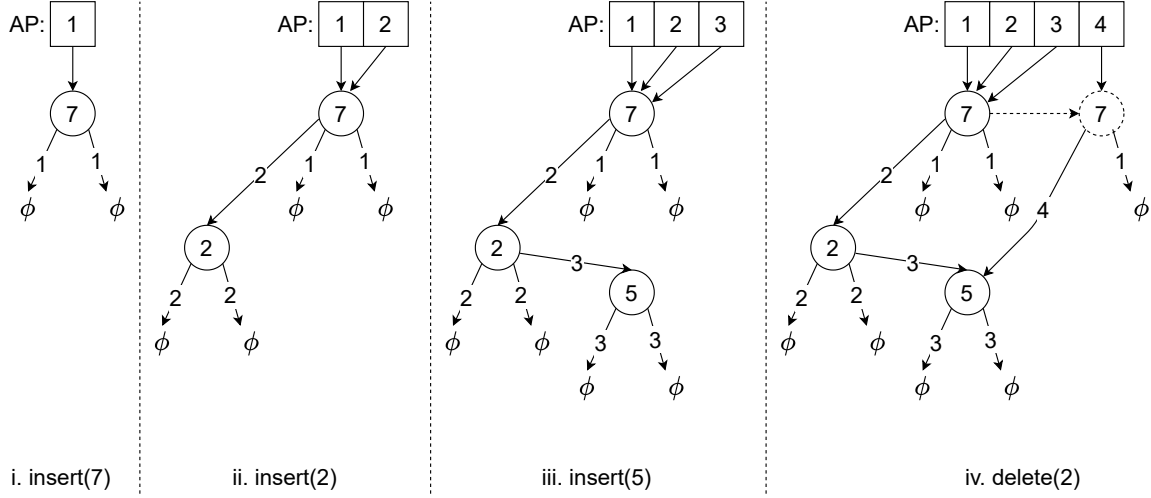 AP: 1
7
1 1
ϕ ϕ
i. insert(7)
AP: 1 2
7
2 1 1
ϕ ϕ
2
2 2
ϕ ϕ
ii. insert(2)
AP: 1 2 3
7
2 1 1
ϕ ϕ
2
3
2 2
5
ϕ ϕ
3 3
ϕ ϕ
iii. insert(5)
AP: 1 2 3 4
7 7
2 1 1 1
ϕ ϕ ϕ
4
2
3
2 2
5
ϕ ϕ
3 3
ϕ ϕ
iv. delete(2)